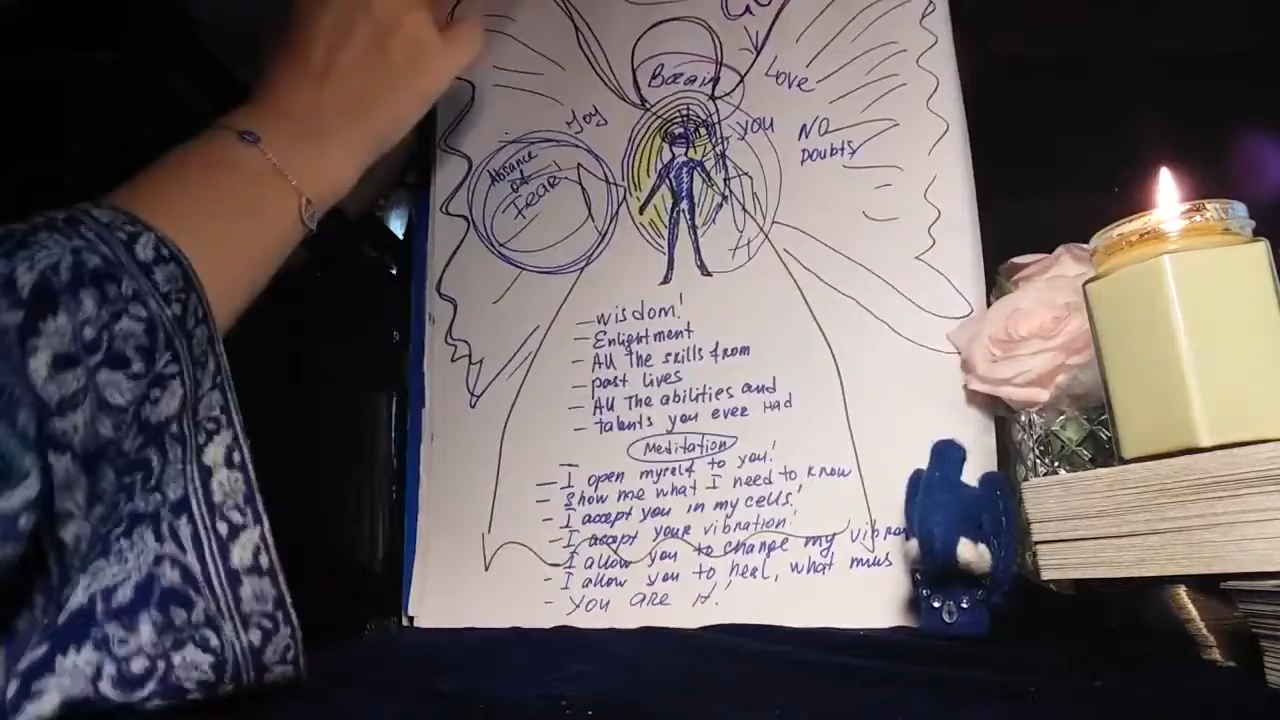 Brain
Love
Joy
you
NO
Doubts
Absance
of
Fear
- wisdom!
- Enlightment
- All The skills from
- past lives
- All The abilities and
- talents you ever Had
Meditation
- I open myself to you!
- Show me what I need to know
- I accept you in my cells!
- I accept your vibration!
I allow you to change my
- I allow you to heal, what
- You are it!